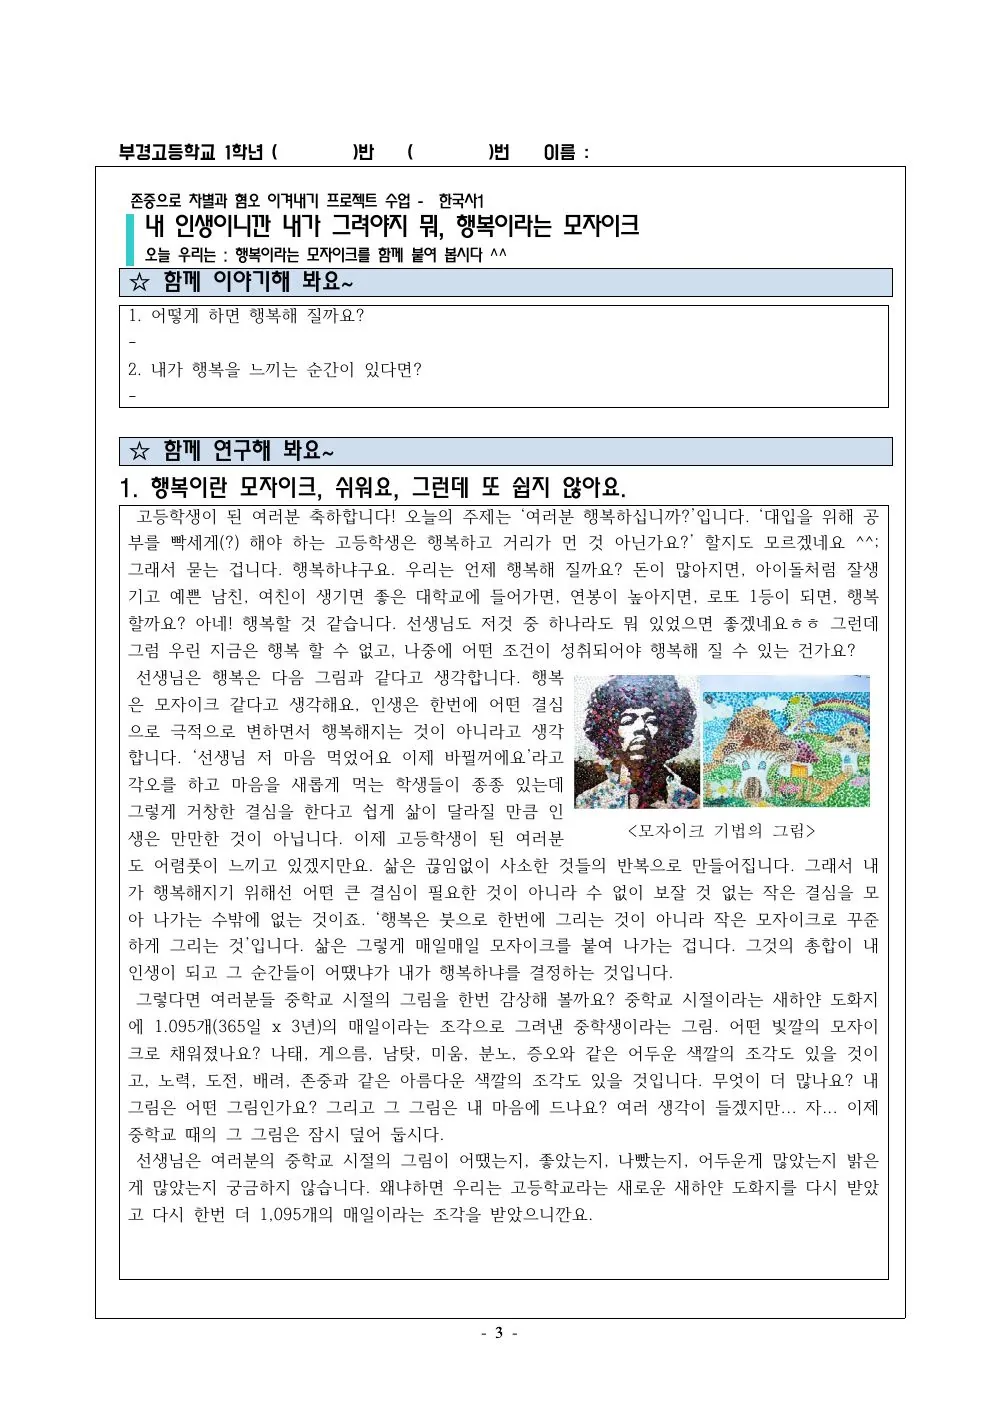 부경고등학교 1학년 (        )반   (        )번   이름 :
존중으로 차별과 혐오 이겨내기 프로젝트 수업 - 한국사1
내 인생이니깐 내가 그려야지 뭐, 행복이라는 모자이크
오늘 우리는 : 행복이라는 모자이크를 함께 붙여 봅시다 ^^
☆ 함께 이야기해 봐요~
1. 어떻게 하면 행복해 질까요?
-
2. 내가 행복을 느끼는 순간이 있다면?
-
☆ 함께 연구해 봐요~
1. 행복이란 모자이크, 쉬워요, 그런데 또 쉽지 않아요.
고등학생이 된 여러분 축하합니다! 오늘의 주제는 ‘여러분 행복하십니까?’입니다. ‘대입을 위해 공
부를 빡세게(?) 해야 하는 고등학생은 행복하고 거리가 먼 것 아닌가요?’ 할지도 모르겠네요 ^^;
그래서 묻는 겁니다. 행복하냐구요. 우리는 언제 행복해 질까요? 돈이 많아지면, 아이돌처럼 잘생
기고 예쁜 남친, 여친이 생기면 좋은 대학교에 들어가면, 연봉이 높아지면, 로또 1등이 되면, 행복
할까요? 아네! 행복할 것 같습니다. 선생님도 저것 중 하나라도 뭐 있었으면 좋겠네요ㅎㅎ 그런데
그럼 우린 지금은 행복 할 수 없고, 나중에 어떤 조건이 성취되어야 행복해 질 수 있는 건가요?
선생님은 행복은 다음 그림과 같다고 생각합니다. 행복
은 모자이크 같다고 생각해요, 인생은 한번에 어떤 결심
으로 극적으로 변하면서 행복해지는 것이 아니라고 생각
합니다. ‘선생님 저 마음 먹었어요 이제 바뀔꺼에요’라고
각오를 하고 마음을 새롭게 먹는 학생들이 종종 있는데
그렇게 거창한 결심을 한다고 쉽게 삶이 달라질 만큼 인
생은 만만한 것이 아닙니다. 이제 고등학생이 된 여러분
<모자이크 기법의 그림>
도 어렴풋이 느끼고 있겠지만요. 삶은 끊임없이 사소한 것들의 반복으로 만들어집니다. 그래서 내
가 행복해지기 위해선 어떤 큰 결심이 필요한 것이 아니라 수 없이 보잘 것 없는 작은 결심을 모
아 나가는 수밖에 없는 것이죠. ‘행복은 붓으로 한번에 그리는 것이 아니라 작은 모자이크로 꾸준
하게 그리는 것’입니다. 삶은 그렇게 매일매일 모자이크를 붙여 나가는 겁니다. 그것의 총합이 내
인생이 되고 그 순간들이 어땠냐가 내가 행복하냐를 결정하는 것입니다.
그렇다면 여러분들 중학교 시절의 그림을 한번 감상해 볼까요? 중학교 시절이라는 새하얀 도화지
에 1.095개(365일 x 3년)의 매일이라는 조각으로 그려낸 중학생이라는 그림. 어떤 빛깔의 모자이
크로 채워졌나요? 나태, 게으름, 남탓, 미움, 분노, 증오와 같은 어두운 색깔의 조각도 있을 것이
고, 노력, 도전, 배려, 존중과 같은 아름다운 색깔의 조각도 있을 것입니다. 무엇이 더 많나요? 내
그림은 어떤 그림인가요? 그리고 그 그림은 내 마음에 드나요? 여러 생각이 들겠지만... 자... 이제
중학교 때의 그 그림은 잠시 덮어 둡시다.
선생님은 여러분의 중학교 시절의 그림이 어땠는지, 좋았는지, 나빴는지, 어두운게 많았는지 밝은
게 많았는지 궁금하지 않습니다. 왜냐하면 우리는 고등학교라는 새로운 새하얀 도화지를 다시 받았
고 다시 한번 더 1,095개의 매일이라는 조각을 받았으니깐요.
- 3 -